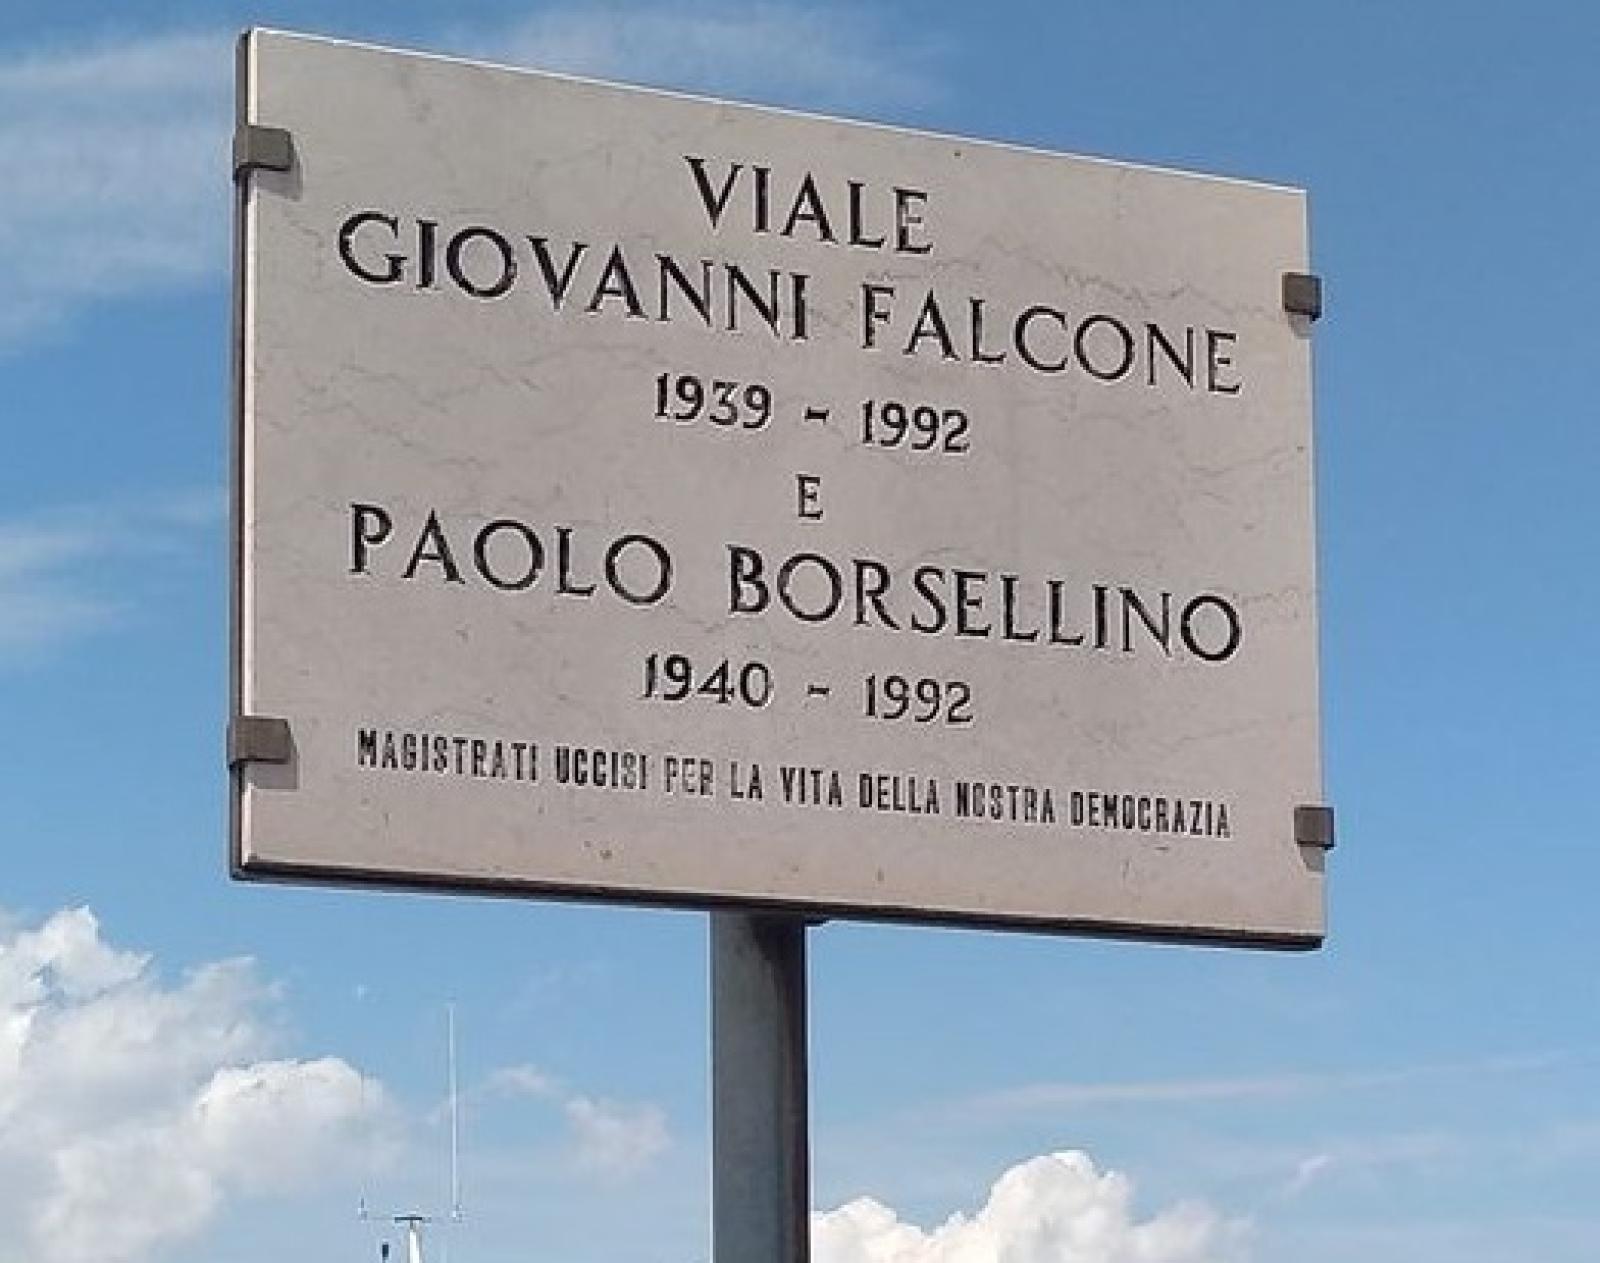 VIALE
GIOVANNI FALCONE
1939 - 1992
E
PAOLO BORSELLINO
1940 - 1992
MAGISTRATI UCCISI PER LA VITA DELLA NOSTRA DEMOCRAZIA